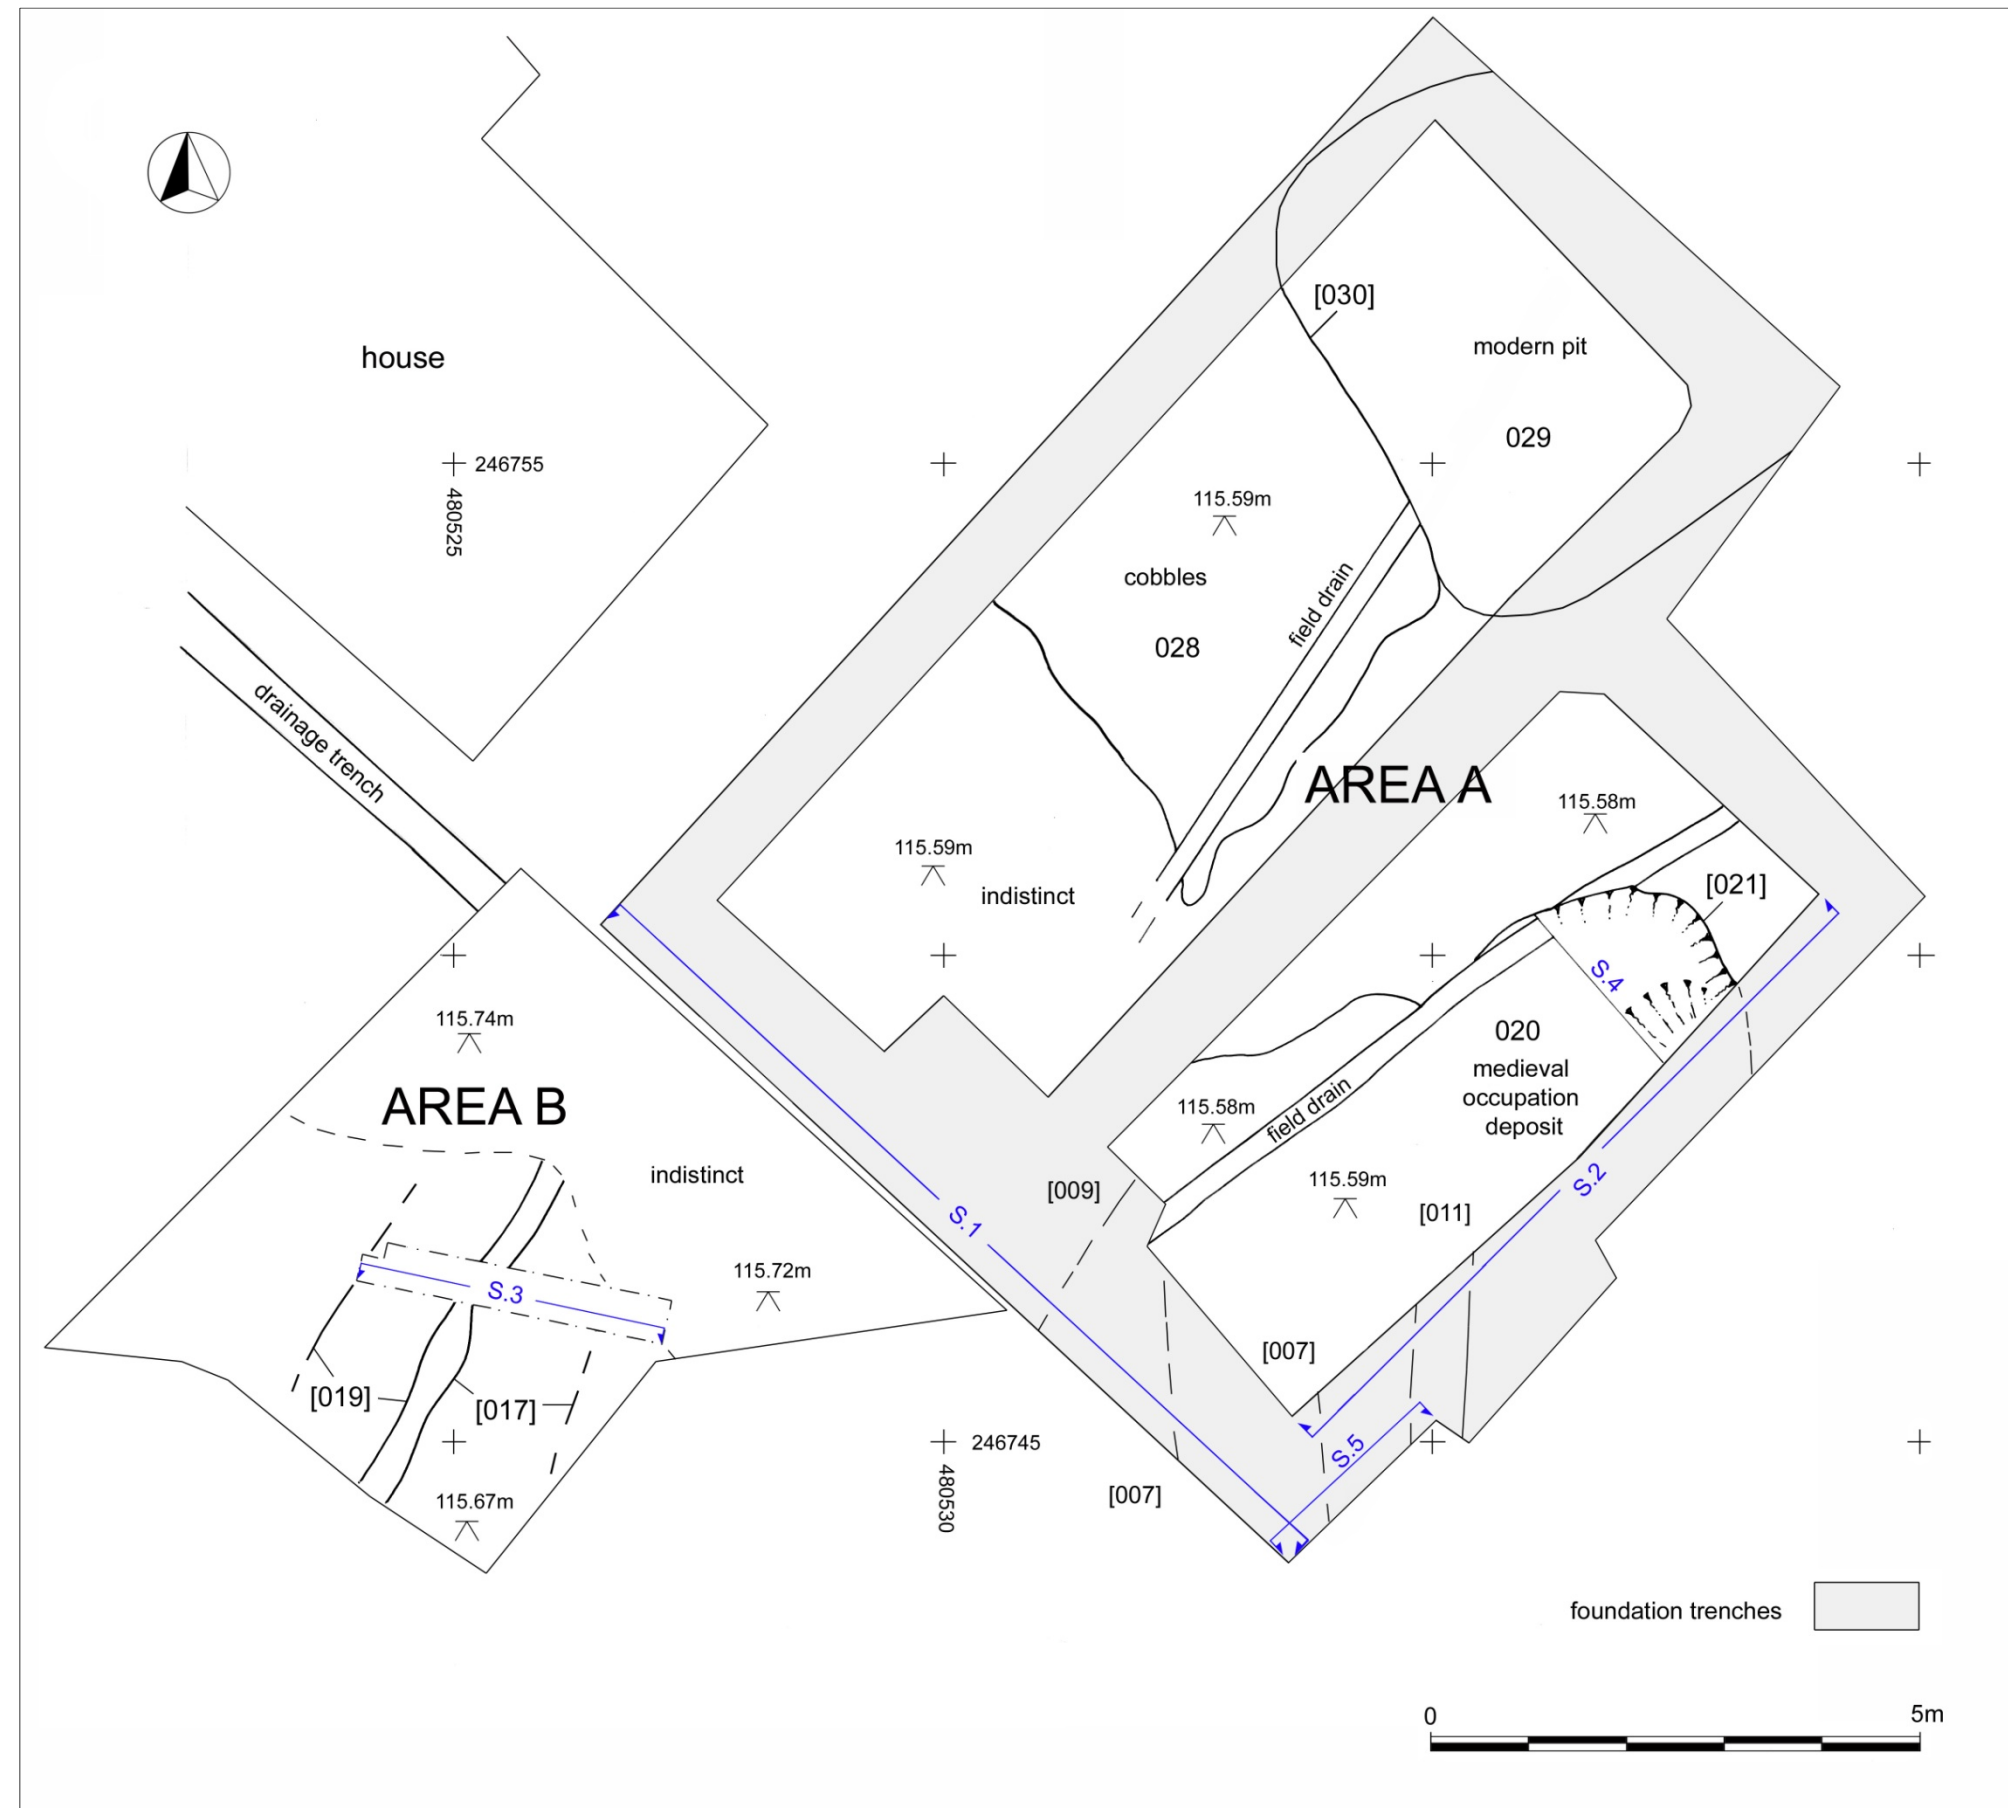 [030]
modern pit
house
029
246755
480525
115.59m
cobbles
field drain
028
drainage trench
AREA A
115.58m
115.59m
[021]
indistinct
S.4
115.74m
020
medieval
occupation
deposit
AREA B
115.58m
field drain
indistinct
[009]
115.59m
S.2
[011]
S.1
115.72m
S.3
[007]
[019]
[017]
246745
480530
S.5
115.67m
[007]
foundation trenches
0
5m